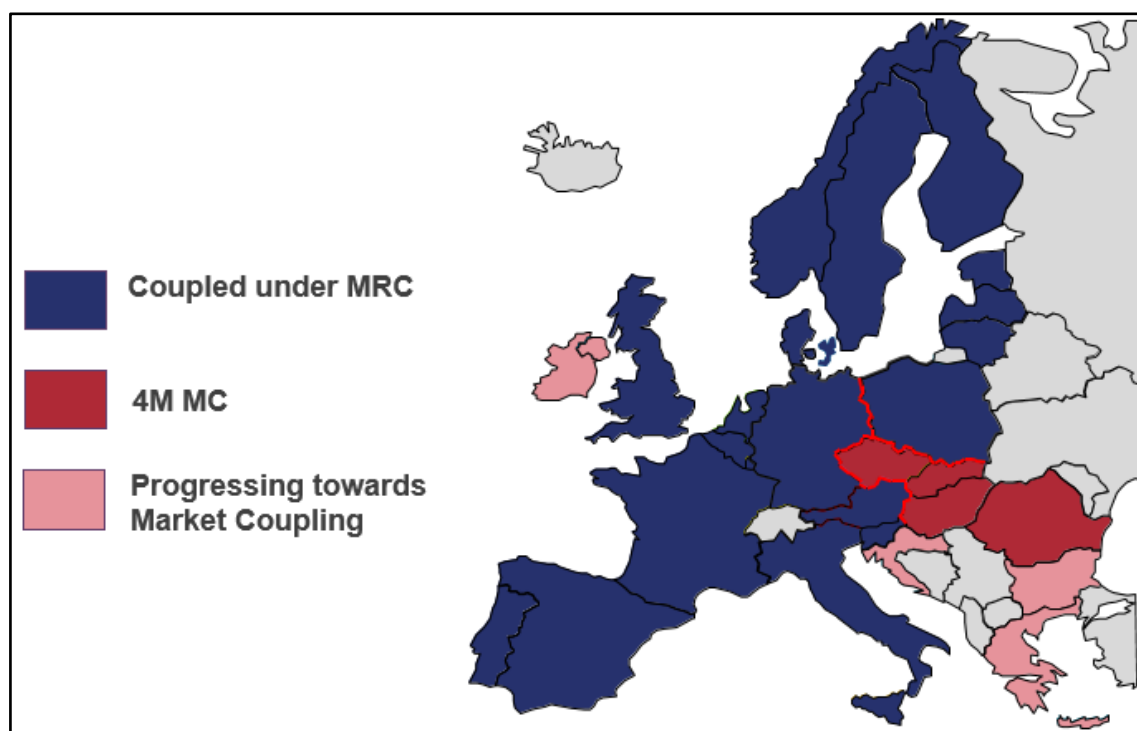 Coupled under MRC
4M MC
Progressing towards
Market Coupling